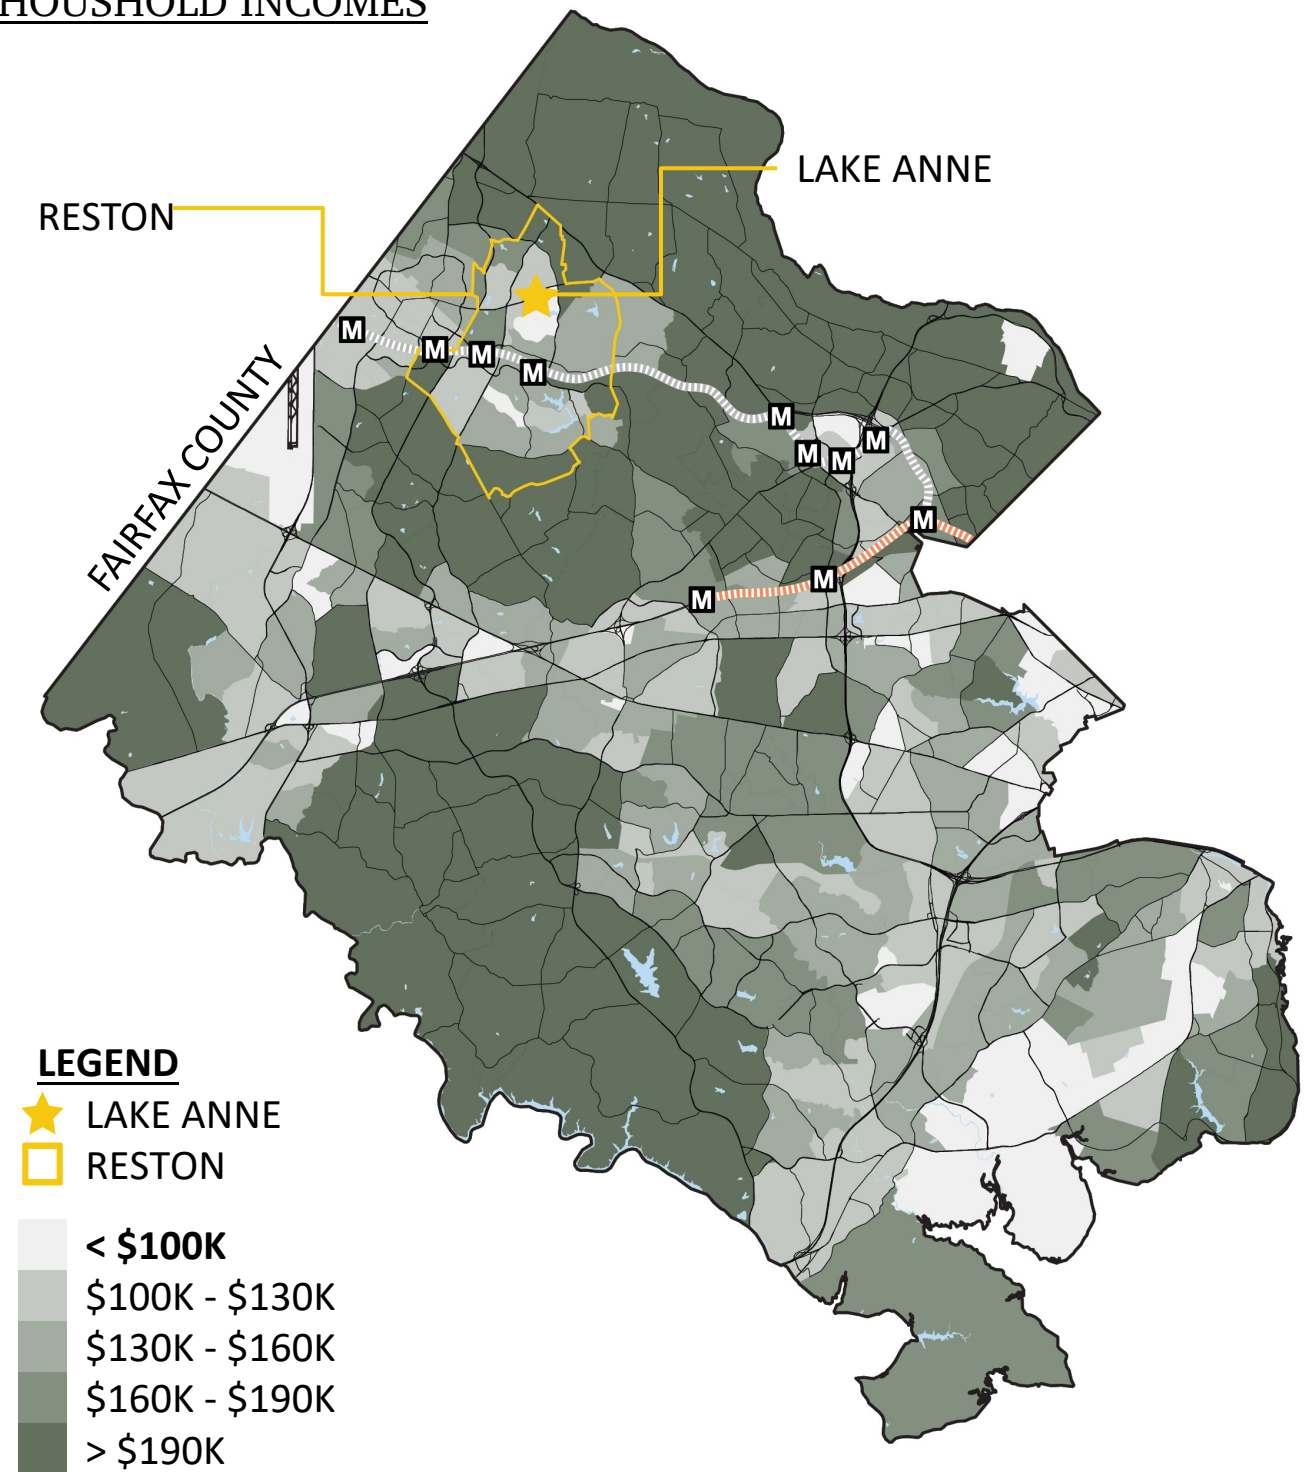 HOUSHOLD INCOMES
LAKE ANNE
RESTON
M
M
M
M
M
M
M
M
M
M
M
FAIRFAX COUNTY
LEGEND
LAKE ANNE
RESTON
< $100K
$100K - $130K
$130K - $160K
$160K - $190K
> $190K